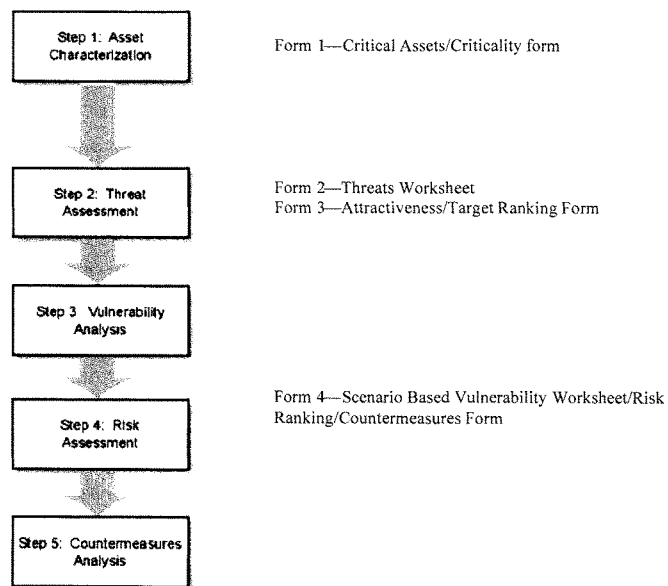 Step 1: Asset
Characterization
Form 1—Critical Assets/Criticality form
Step 2: Threat
Assessment
Form 2—Threats Worksheet
Form 3—Attractiveness/Target Ranking Form
Step 3 Vulnerability
Analysis
Step 4: Risk
Assessment
Form 4—Scenario Based Vulnerability Worksheet/Risk
Ranking/Countermeasures Form
Step 5: Countermeasures
Analysis